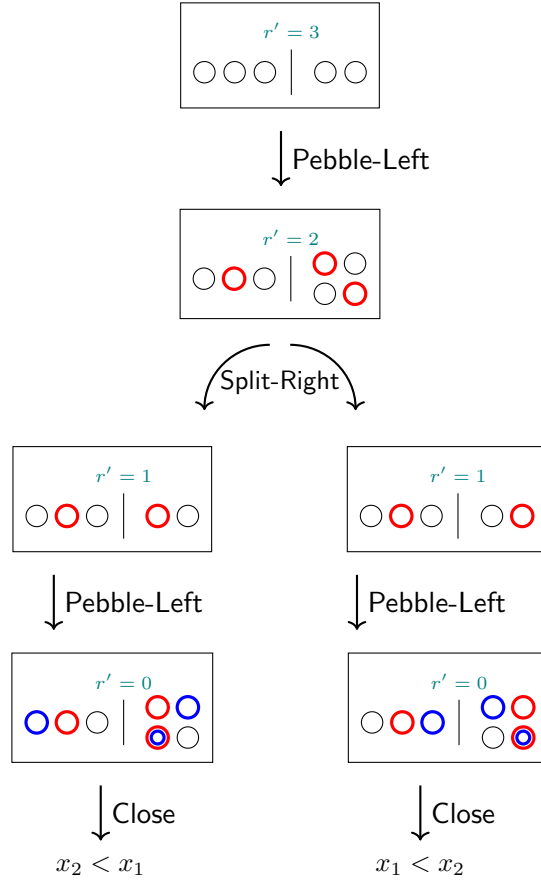 r′ = 3
Pebble-Left
r′ = 2
Split-Right
r′ = 1
r′ = 1
Pebble-Left
Pebble-Left
r′ = 0
r′ = 0
Close
Close
x₂ < x₁
x₁ < x₂